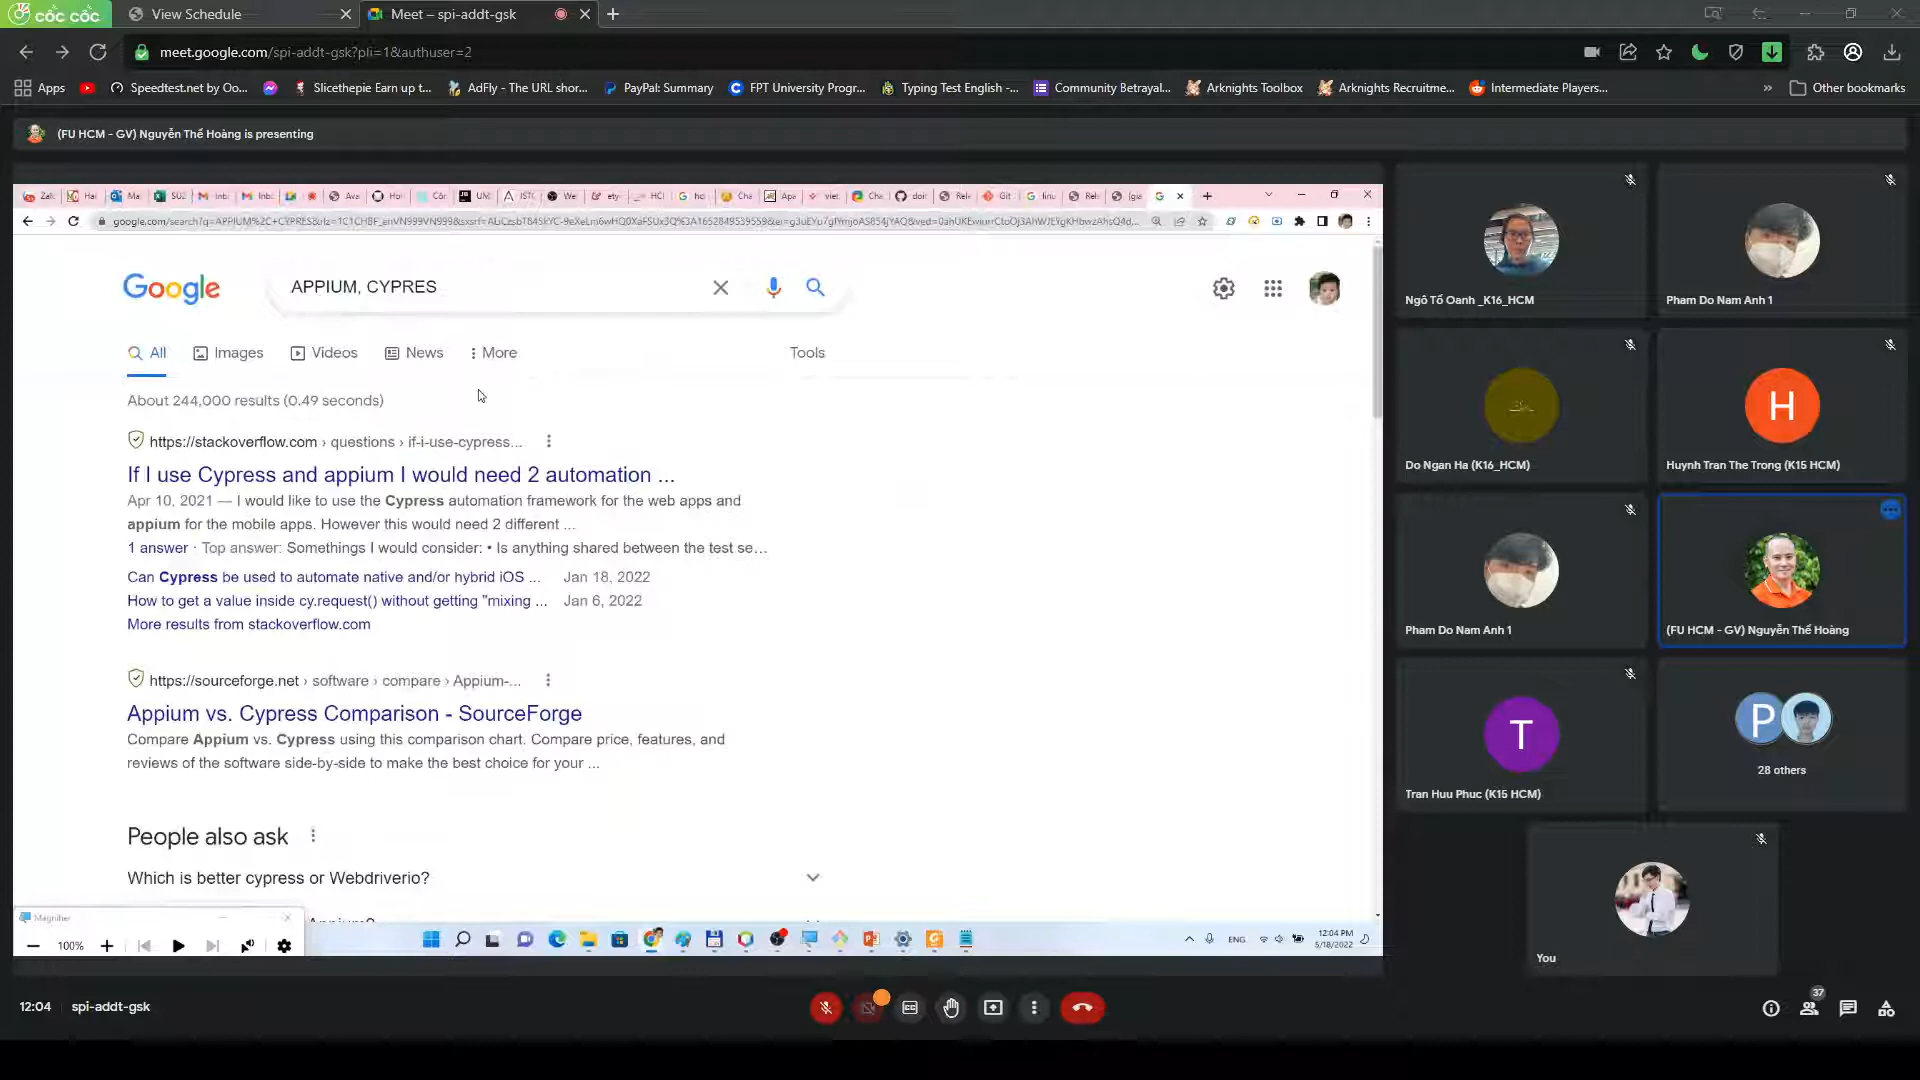 cốc cốc
View Schedule
Meet – spi-addt-gsk
meet.google.com/spi-addt-gsk?pli=1&authuser=2
Apps
Speedtest.net by Oo...
Slicethepie Earn up t...
AdFly - The URL shor...
PayPal: Summary
FPT University Progr...
Typing Test English -...
Community Betrayal...
Arknights Toolbox
Arknights Recruitme...
Intermediate Players...
»
Other bookmarks
(FU HCM - GV) Nguyễn Thế Hoàng is presenting
Google
APPIUM, CYPRES
All
Images
Videos
News
More
Tools
About 244,000 results (0.49 seconds)
https://stackoverflow.com › questions › if-i-use-cypress...
If I use Cypress and appium I would need 2 automation ...
Apr 10, 2021 — I would like to use the Cypress automation framework for the web apps and
appium for the mobile apps. However this would need 2 different ...
1 answer · Top answer: Somethings I would consider: • Is anything shared between the test se...
Can Cypress be used to automate native and/or hybrid iOS ... Jan 18, 2022
How to get a value inside cy.request() without getting "mixing ... Jan 6, 2022
More results from stackoverflow.com
https://sourceforge.net › software › compare › Appium-...
Appium vs. Cypress Comparison - SourceForge
Compare Appium vs. Cypress using this comparison chart. Compare price, features, and
reviews of the software side-by-side to make the best choice for your ...
People also ask
Which is better cypress or Webdriverio?
Magnifier
100%
ENG
12:04 PM
5/18/2022
Ngô Tố Oanh _K16_HCM
Pham Do Nam Anh 1
Do Ngan Ha (K16_HCM)
H
Huynh Tran The Trong (K15 HCM)
Pham Do Nam Anh 1
(FU HCM - GV) Nguyễn Thế Hoàng
T
Tran Huu Phuc (K15 HCM)
P
28 others
You
12:04
spi-addt-gsk
37